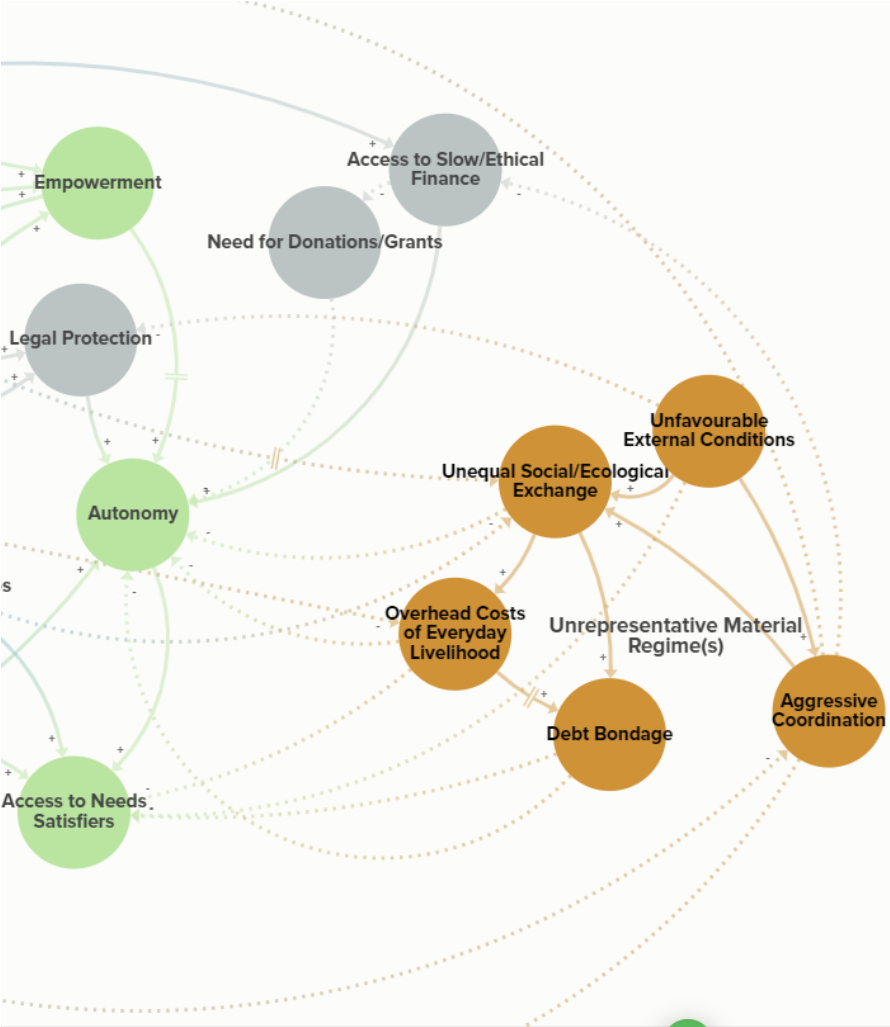 Access to Slow/Ethical
Finance
Empowerment
Need for Donations/Grants
Legal Protection
Unfavourable
External Conditions
Unequal Social/Ecological
Exchange
Autonomy
s
Overhead Costs
of Everyday
Livelihood
Unrepresentative Material
Regime(s)
Aggressive
Coordination
Debt Bondage
Access to Needs
Satisfiers